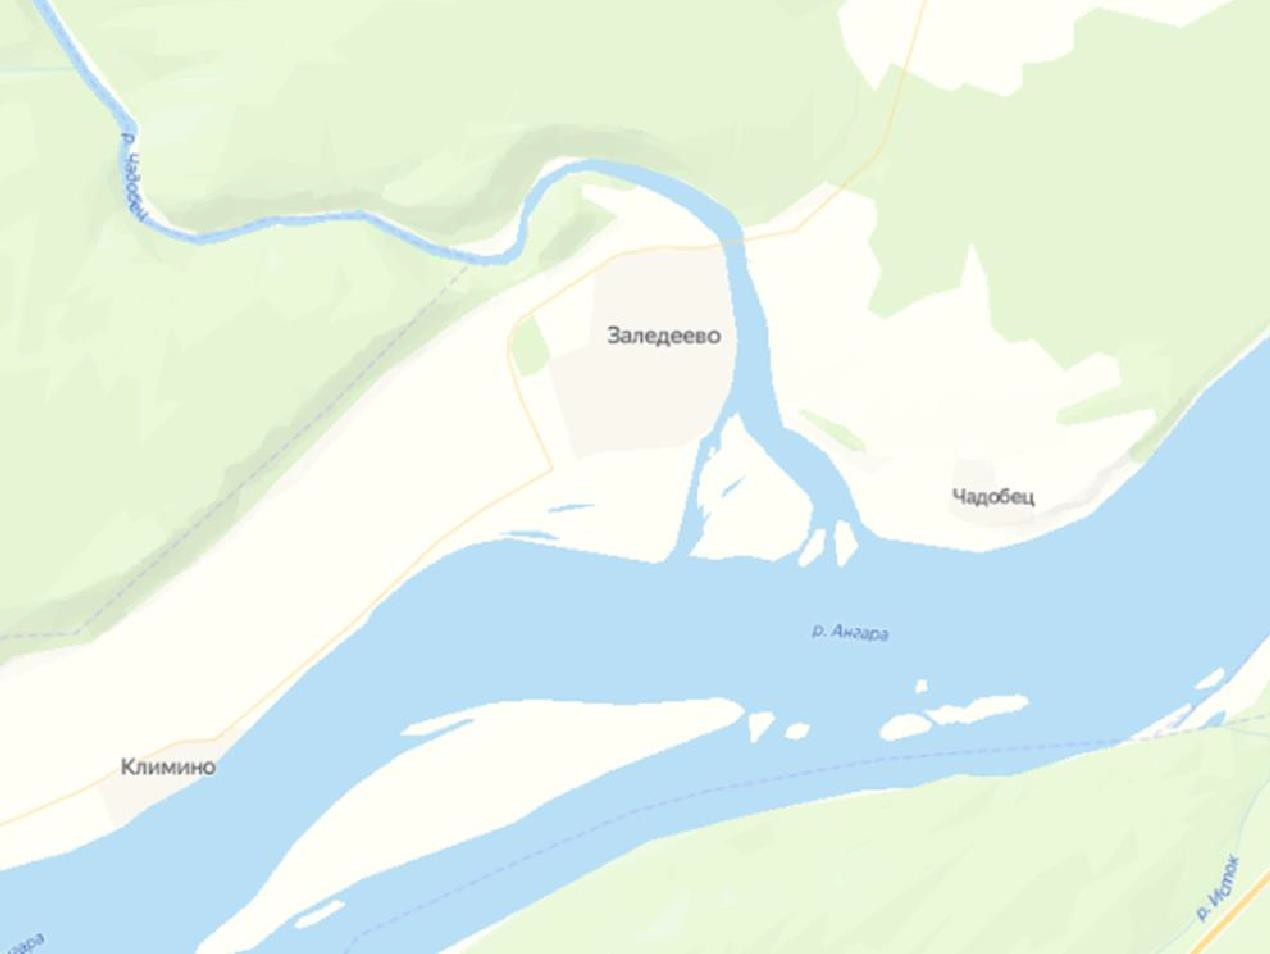 р. Чадобец
Заледеево
Чадобец
р. Ангара
Климино
р. Исток